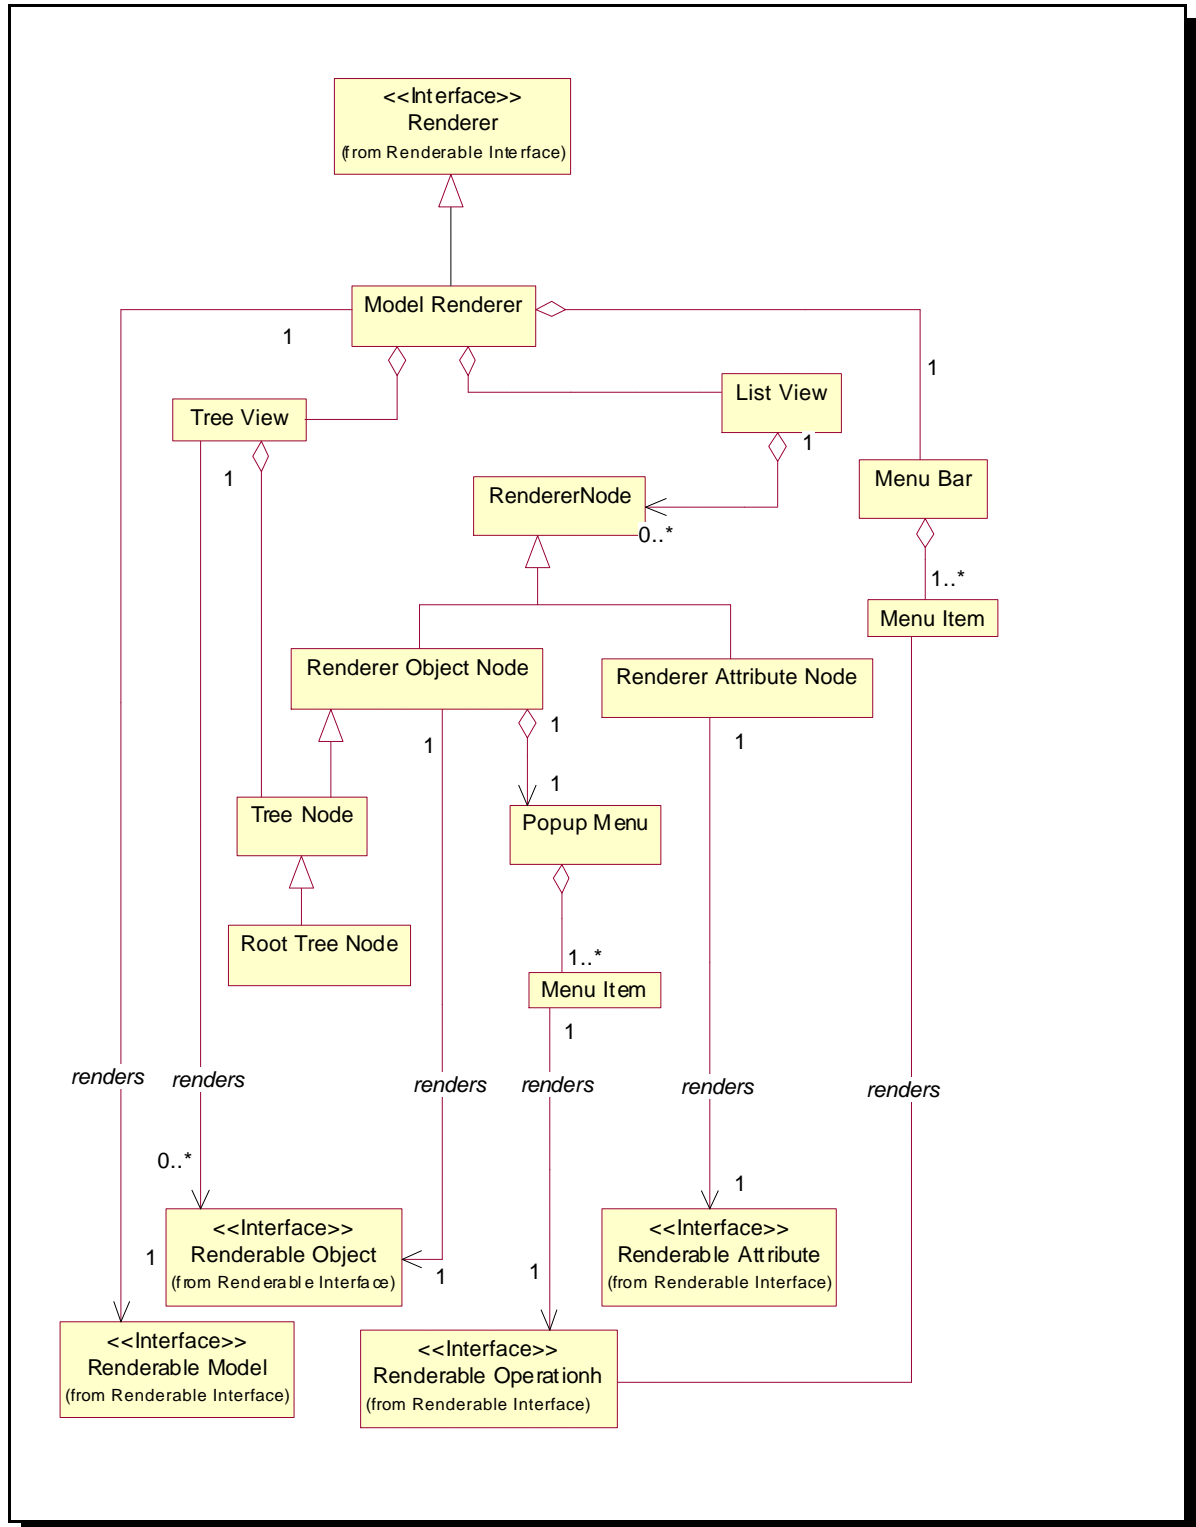 <<Interface>>
Renderer
(from Renderable Interface)
Model Renderer
1
1
List View
Tree View
1
1
Menu Bar
RendererNode
0..*
1..*
Menu Item
Renderer Object Node
Renderer Attribute Node
1
1
1
1
Tree Node
Popup Menu
Root Tree Node
1..*
Menu Item
1
renders
renders
renders
renders
renders
renders
0..*
1
<<Interface>>
Renderable Object
(from Renderable Interface)
<<Interface>>
Renderable Attribute
(from Renderable Interface)
1
1
1
<<Interface>>
Renderable Model
(from Renderable Interface)
<<Interface>>
Renderable Operationh
(from Renderable Interface)